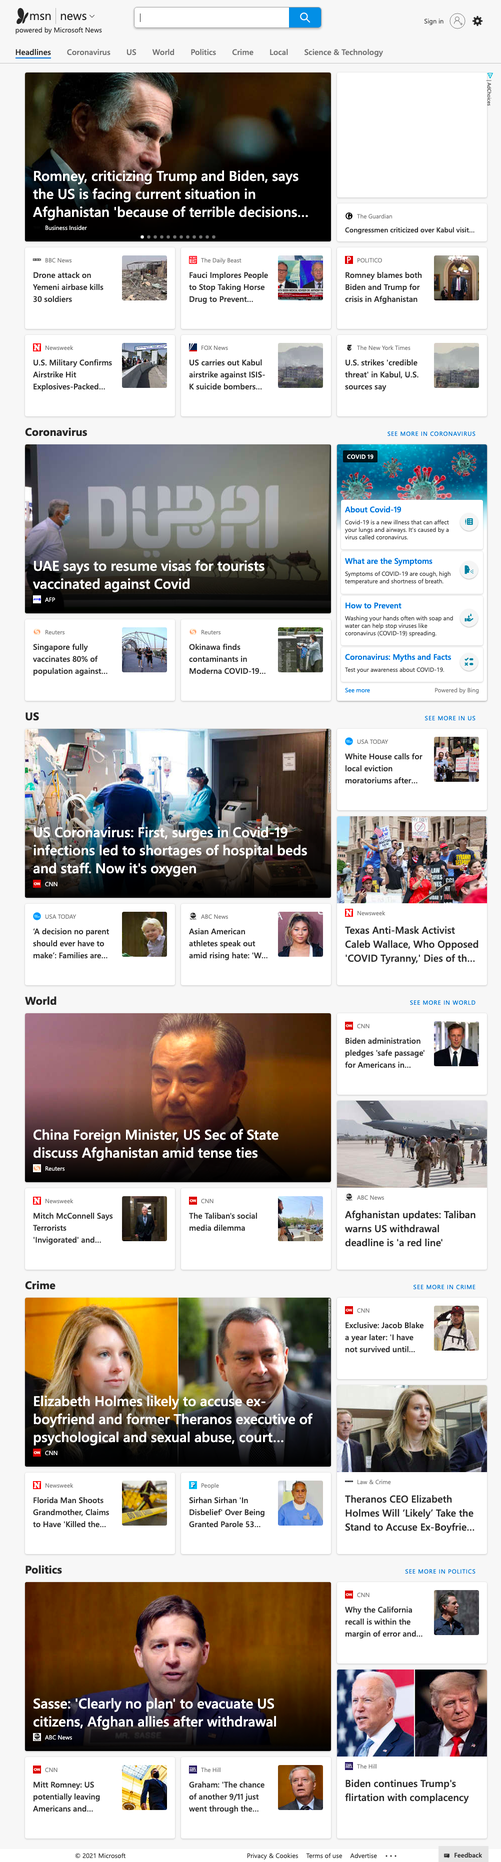 msn | news
powered by Microsoft News
Sign in
Headlines
Coronavirus
US
World
Politics
Crime
Local
Science & Technology
Romney, criticizing Trump and Biden, says
the US is facing current situation in
Afghanistan 'because of terrible decisions...
Business Insider
AdChoices
The Guardian
Congressmen criticized over Kabul visit...
BBC News
Drone attack on
Yemeni airbase kills
30 soldiers
The Daily Beast
Fauci Implores People
to Stop Taking Horse
Drug to Prevent...
POLITICO
Romney blames both
Biden and Trump for
crisis in Afghanistan
Newsweek
U.S. Military Confirms
Airstrike Hit
Explosives-Packed...
FOX News
US carries out Kabul
airstrike against ISIS-
K suicide bombers...
The New York Times
U.S. strikes 'credible
threat' in Kabul, U.S.
sources say
Coronavirus
SEE MORE IN CORONAVIRUS
DUBAI
UAE says to resume visas for tourists
vaccinated against Covid
AFP
COVID 19
About Covid-19
Covid-19 is a new illness that can affect
your lungs and airways. It's caused by a
virus called coronavirus.
What are the Symptoms
Symptoms of COVID-19 are cough, high
temperature and shortness of breath.
How to Prevent
Washing your hands often with soap and
water can help stop viruses like
coronavirus (COVID-19) spreading.
Coronavirus: Myths and Facts
Test your awareness about COVID-19.
See more
Powered by Bing
Reuters
Singapore fully
vaccinates 80% of
population against...
Reuters
Okinawa finds
contaminants in
Moderna COVID-19...
US
SEE MORE IN US
US Coronavirus: First, surges in Covid-19
infections led to shortages of hospital beds
and staff. Now it's oxygen
CNN
USA TODAY
White House calls for
local eviction
moratoriums after...
Newsweek
Texas Anti-Mask Activist
Caleb Wallace, Who Opposed
'COVID Tyranny,' Dies of th...
USA TODAY
'A decision no parent
should ever have to
make': Families are...
ABC News
Asian American
athletes speak out
amid rising hate: 'W...
World
SEE MORE IN WORLD
China Foreign Minister, US Sec of State
discuss Afghanistan amid tense ties
Reuters
CNN
Biden administration
pledges 'safe passage'
for Americans in...
ABC News
Afghanistan updates: Taliban
warns US withdrawal
deadline is 'a red line'
Newsweek
Mitch McConnell Says
Terrorists
'Invigorated' and...
CNN
The Taliban's social
media dilemma
Crime
SEE MORE IN CRIME
Elizabeth Holmes likely to accuse ex-
boyfriend and former Theranos executive of
psychological and sexual abuse, court...
CNN
CNN
Exclusive: Jacob Blake
a year later: 'I have
not survived until...
Law & Crime
Theranos CEO Elizabeth
Holmes Will 'Likely' Take the
Stand to Accuse Ex-Boyfrie...
Newsweek
Florida Man Shoots
Grandmother, Claims
to Have 'Killed the...
People
Sirhan Sirhan 'In
Disbelief' Over Being
Granted Parole 53...
Politics
SEE MORE IN POLITICS
Sasse: 'Clearly no plan' to evacuate US
citizens, Afghan allies after withdrawal
ABC News
CNN
Why the California
recall is within the
margin of error and...
The Hill
Biden continues Trump's
flirtation with complacency
CNN
Mitt Romney: US
potentially leaving
Americans and...
The Hill
Graham: 'The chance
of another 9/11 just
went through the...
© 2021 Microsoft
Privacy & Cookies
Terms of use
Advertise
Feedback